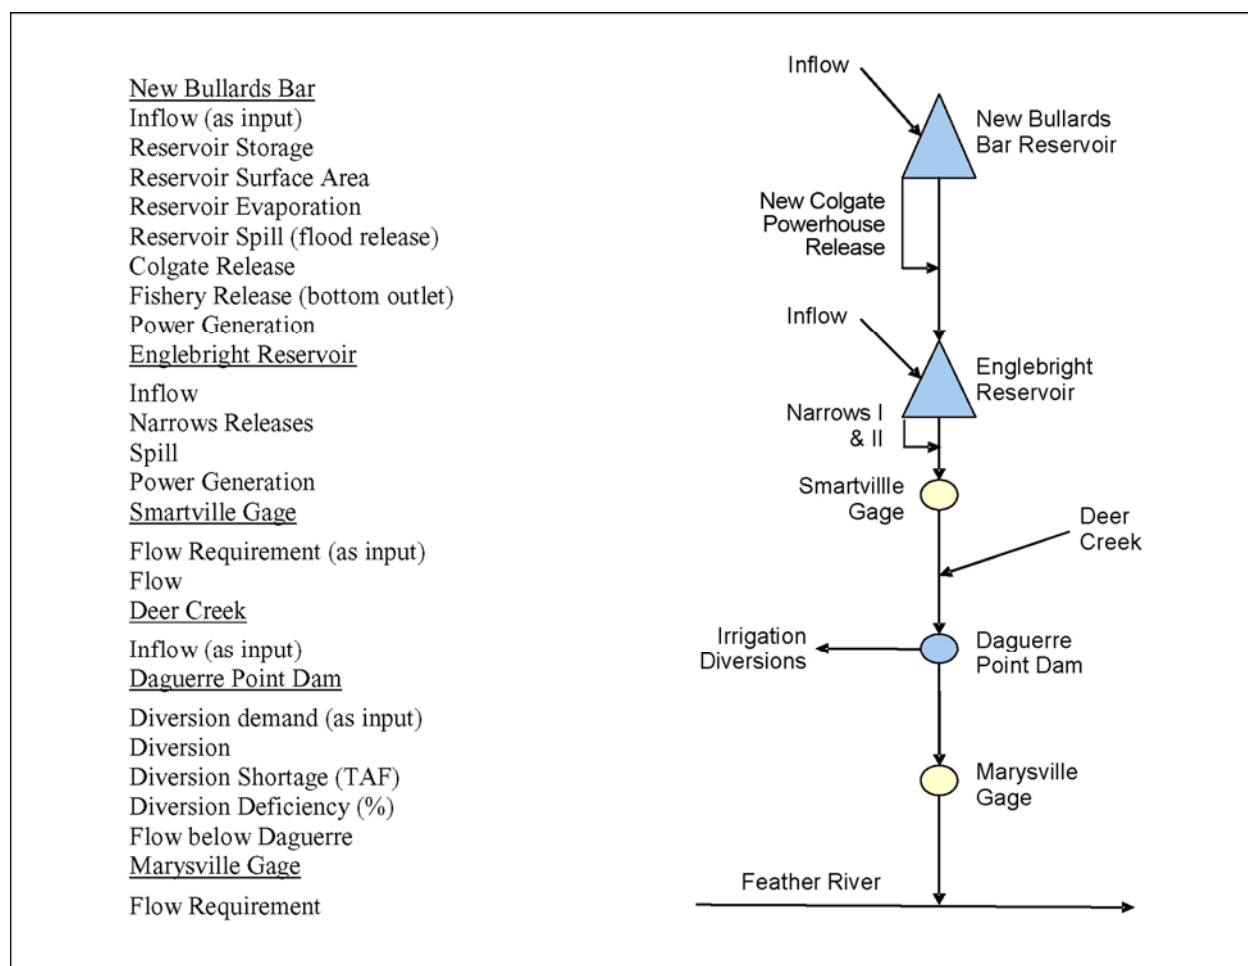 New Bullards Bar
Inflow (as input)
Reservoir Storage
Reservoir Surface Area
Reservoir Evaporation
Reservoir Spill (flood release)
Colgate Release
Fishery Release (bottom outlet)
Power Generation
Englebright Reservoir
Inflow
Narrows Releases
Spill
Power Generation
Smartville Gage
Flow Requirement (as input)
Flow
Deer Creek
Inflow (as input)
Daguerre Point Dam
Diversion demand (as input)
Diversion
Diversion Shortage (TAF)
Diversion Deficiency (%)
Flow below Daguerre
Marysville Gage
Flow Requirement
Inflow
New Bullards
Bar Reservoir
New Colgate
Powerhouse
Release
Inflow
Englebright
Reservoir
Narrows I
& II
Smartvillle
Gage
Deer
Creek
Irrigation
Diversions
Daguerre
Point Dam
Marysville
Gage
Feather River